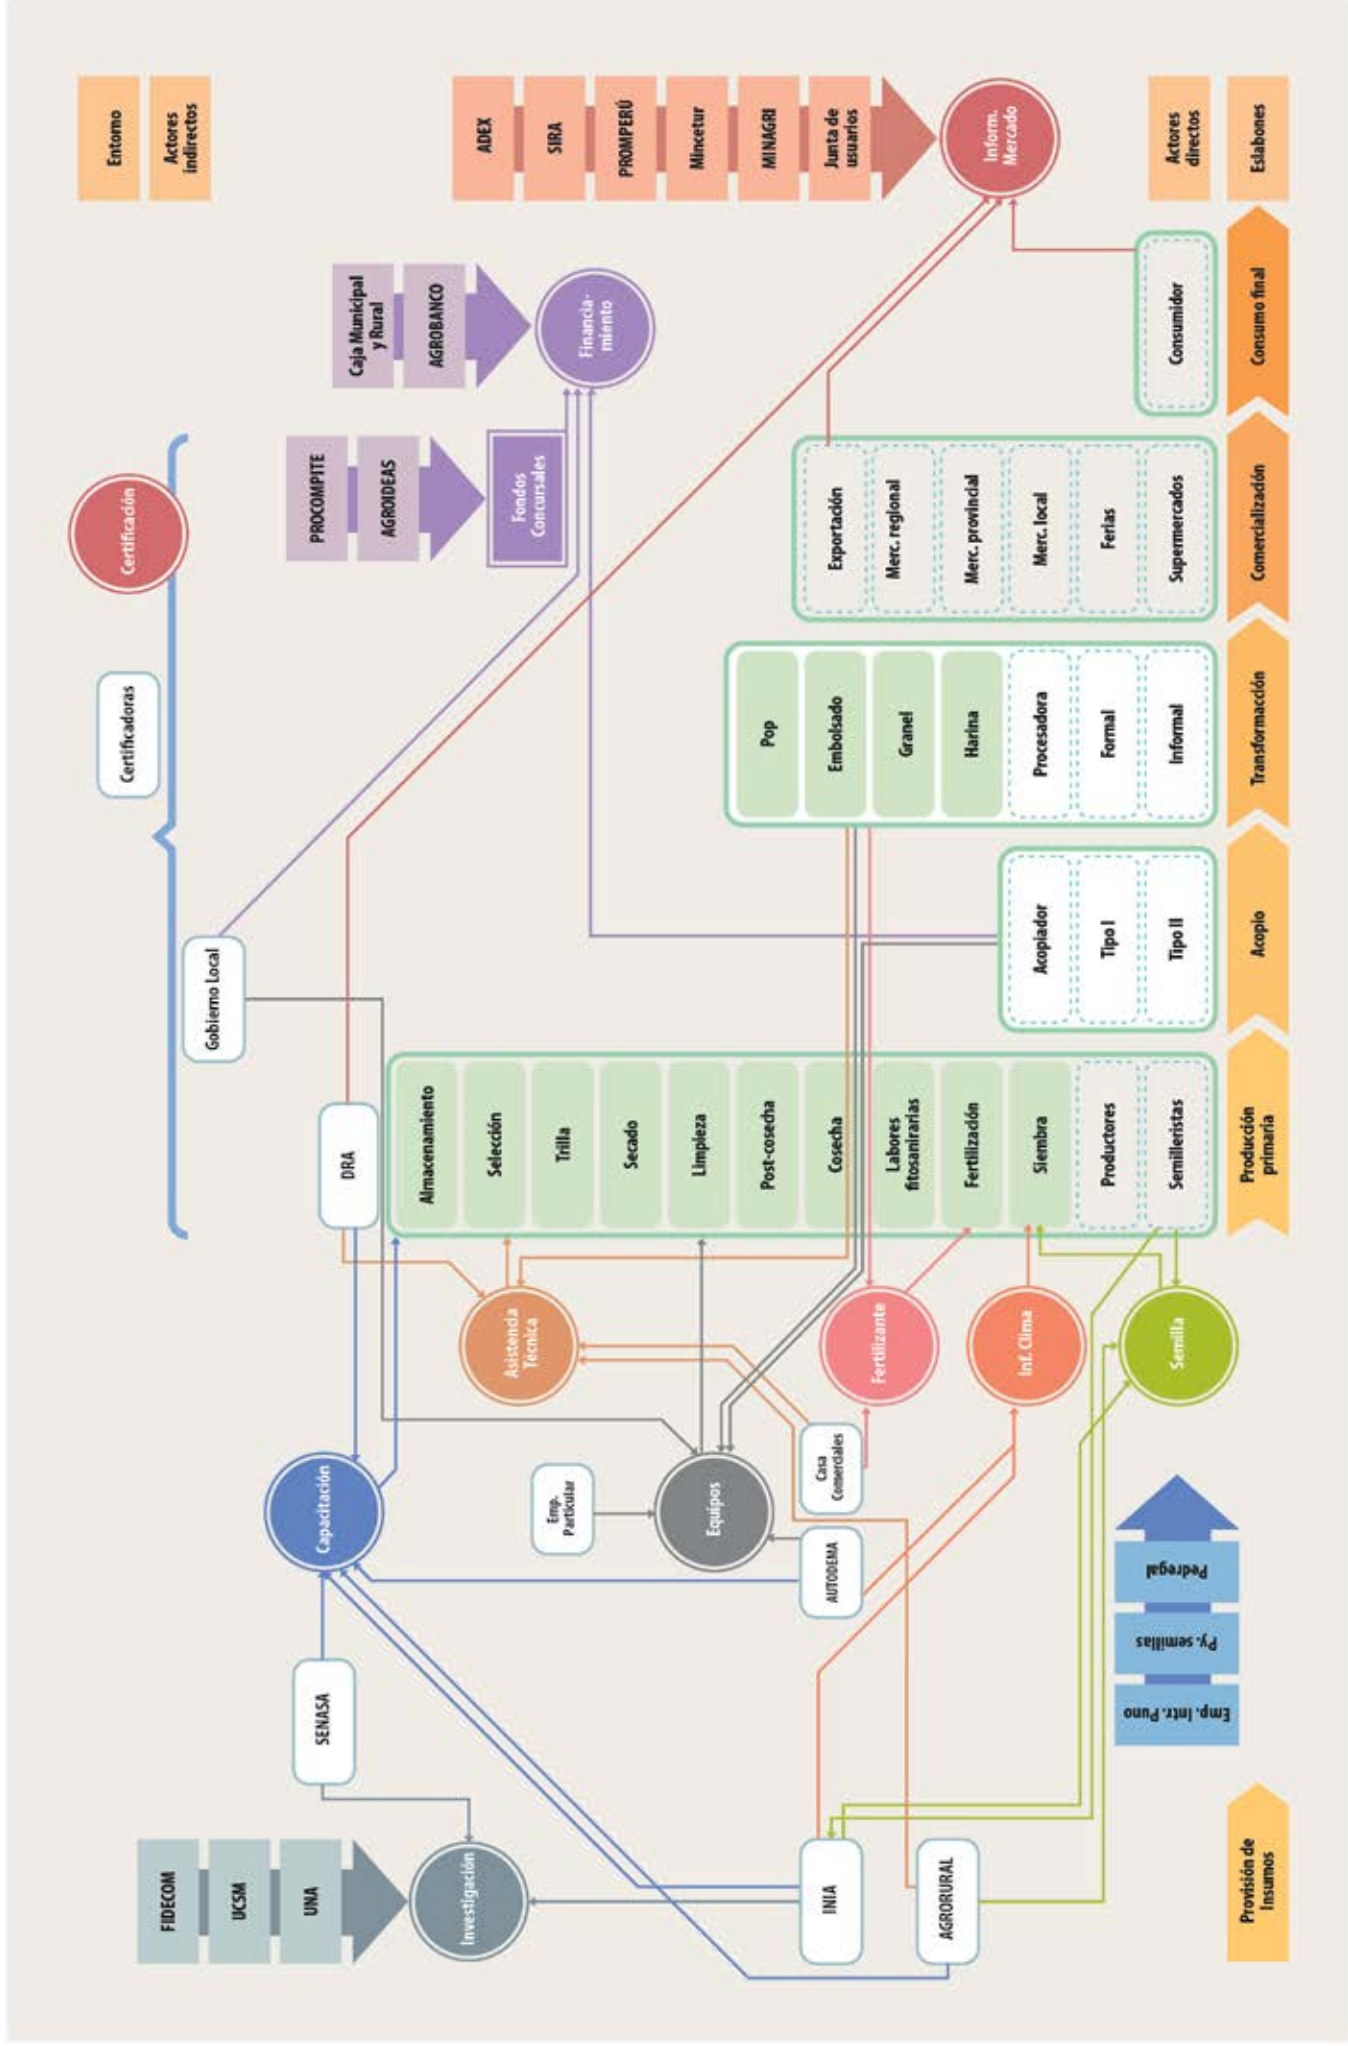 Entorno
Actores
indirectos
Certificación
Certificadoras
Gobierno Local
DRA
Capacitación
SENASA
FIDECOM
UCSM
UNA
Investigación
Caja Municipal
y Rural
AGROBANCO
Financia-
miento
PROCOMPITE
AGROIDEAS
Fondos
Concursales
ADEX
SIRA
PROMPERÚ
Mincetur
MINAGRI
Junta de
usuarios
Inform.
Mercado
Asistenda
Técnica
Emp.
Particular
Equipos
Casa
Comerciales
AUTODEMA
INIA
AGRORURAL
Fertilizante
Inf. Clima
Semilla
Emp. Intr. Puno
Py. semillas
Pedregal
Almacenamiento
Selección
Trilla
Secado
Limpieza
Post-cosecha
Cosecha
Labores
fitosanirarias
Fertilización
Siembra
Productores
Semilleristas
Acopiador
Tipo I
Tipo II
Pop
Embolsado
Granel
Harina
Procesadora
Formal
Informal
Exportación
Merc. regional
Merc. provincial
Merc. local
Ferias
Supermercados
Consumidor
Actores
directos
Provisión de
Insumos
Producción
primaria
Acopio
Transformacción
Comercialización
Consumo final
Eslabones